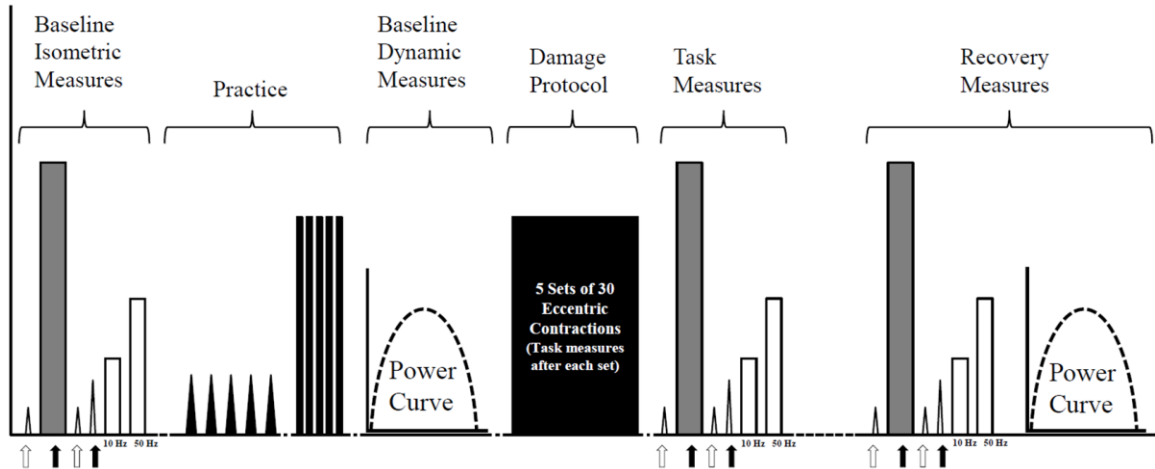 Baseline
Isometric
Measures
Practice
Baseline
Dynamic
Measures
Damage
Protocol
Task
Measures
Recovery
Measures
5 Sets of 30
Eccentric
Contractions
(Task measures
after each set)
Power
Curve
Power
Curve
10 Hz 50 Hz
10 Hz 50 Hz
10 Hz 50 Hz